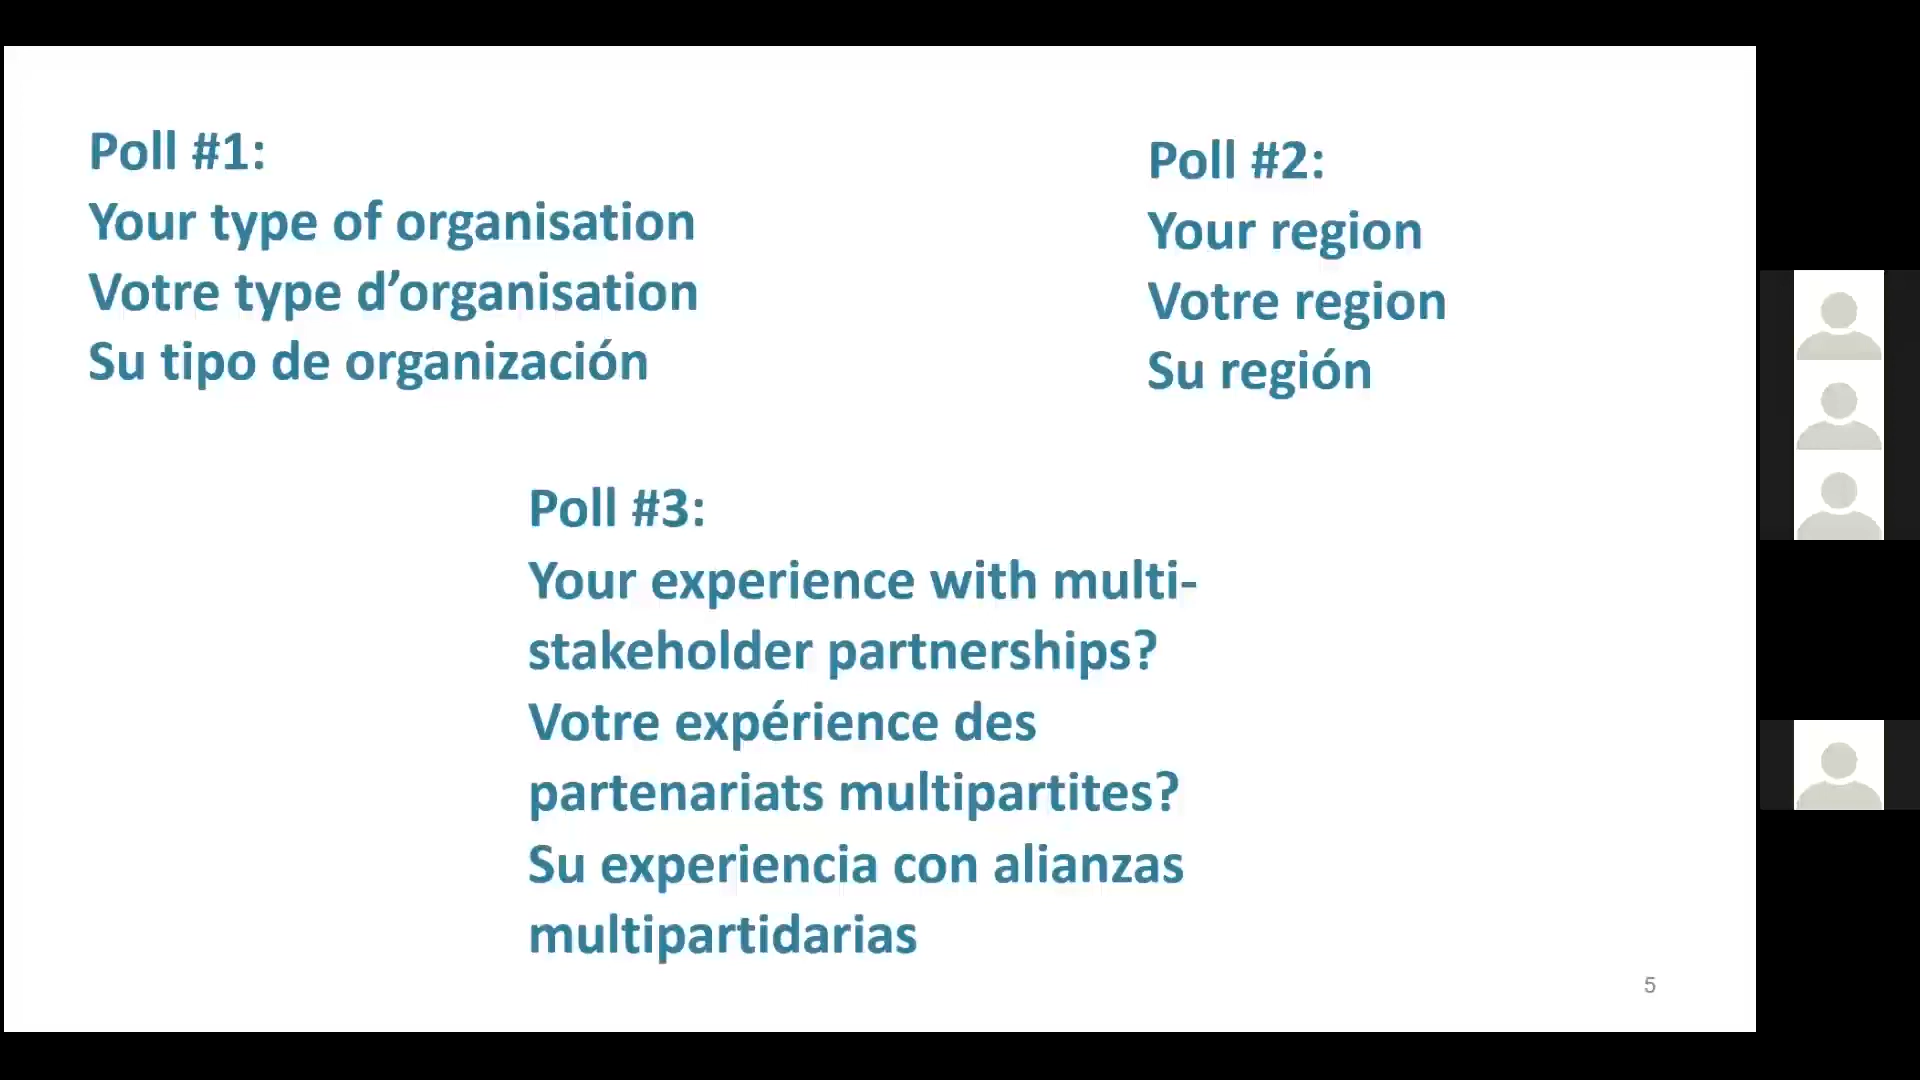 Poll #1:
Your type of organisation
Votre type d’organisation
Su tipo de organización
Poll #2:
Your region
Votre region
Su región
Poll #3:
Your experience with multi-
stakeholder partnerships?
Votre expérience des
partenariats multipartites?
Su experiencia con alianzas
multipartidarias
5